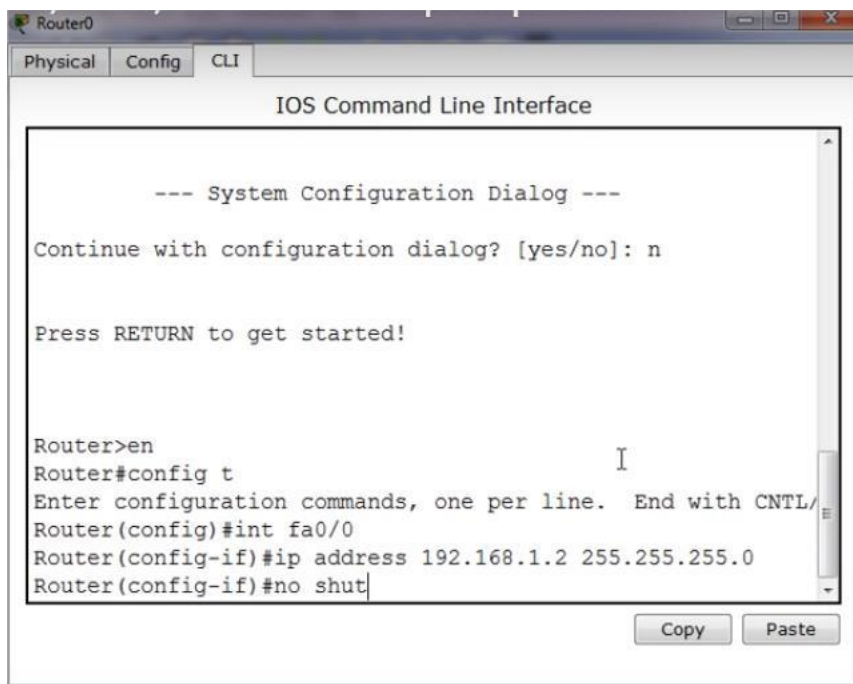 Router0
Physical Config CLI
IOS Command Line Interface
--- System Configuration Dialog ---
Continue with configuration dialog? [yes/no]: n
Press RETURN to get started!
Router>en
Router#config t
Enter configuration commands, one per line. End with CNTL/
Router(config)#int fa0/0
Router(config-if)#ip address 192.168.1.2 255.255.255.0
Router(config-if)#no shut
Copy Paste